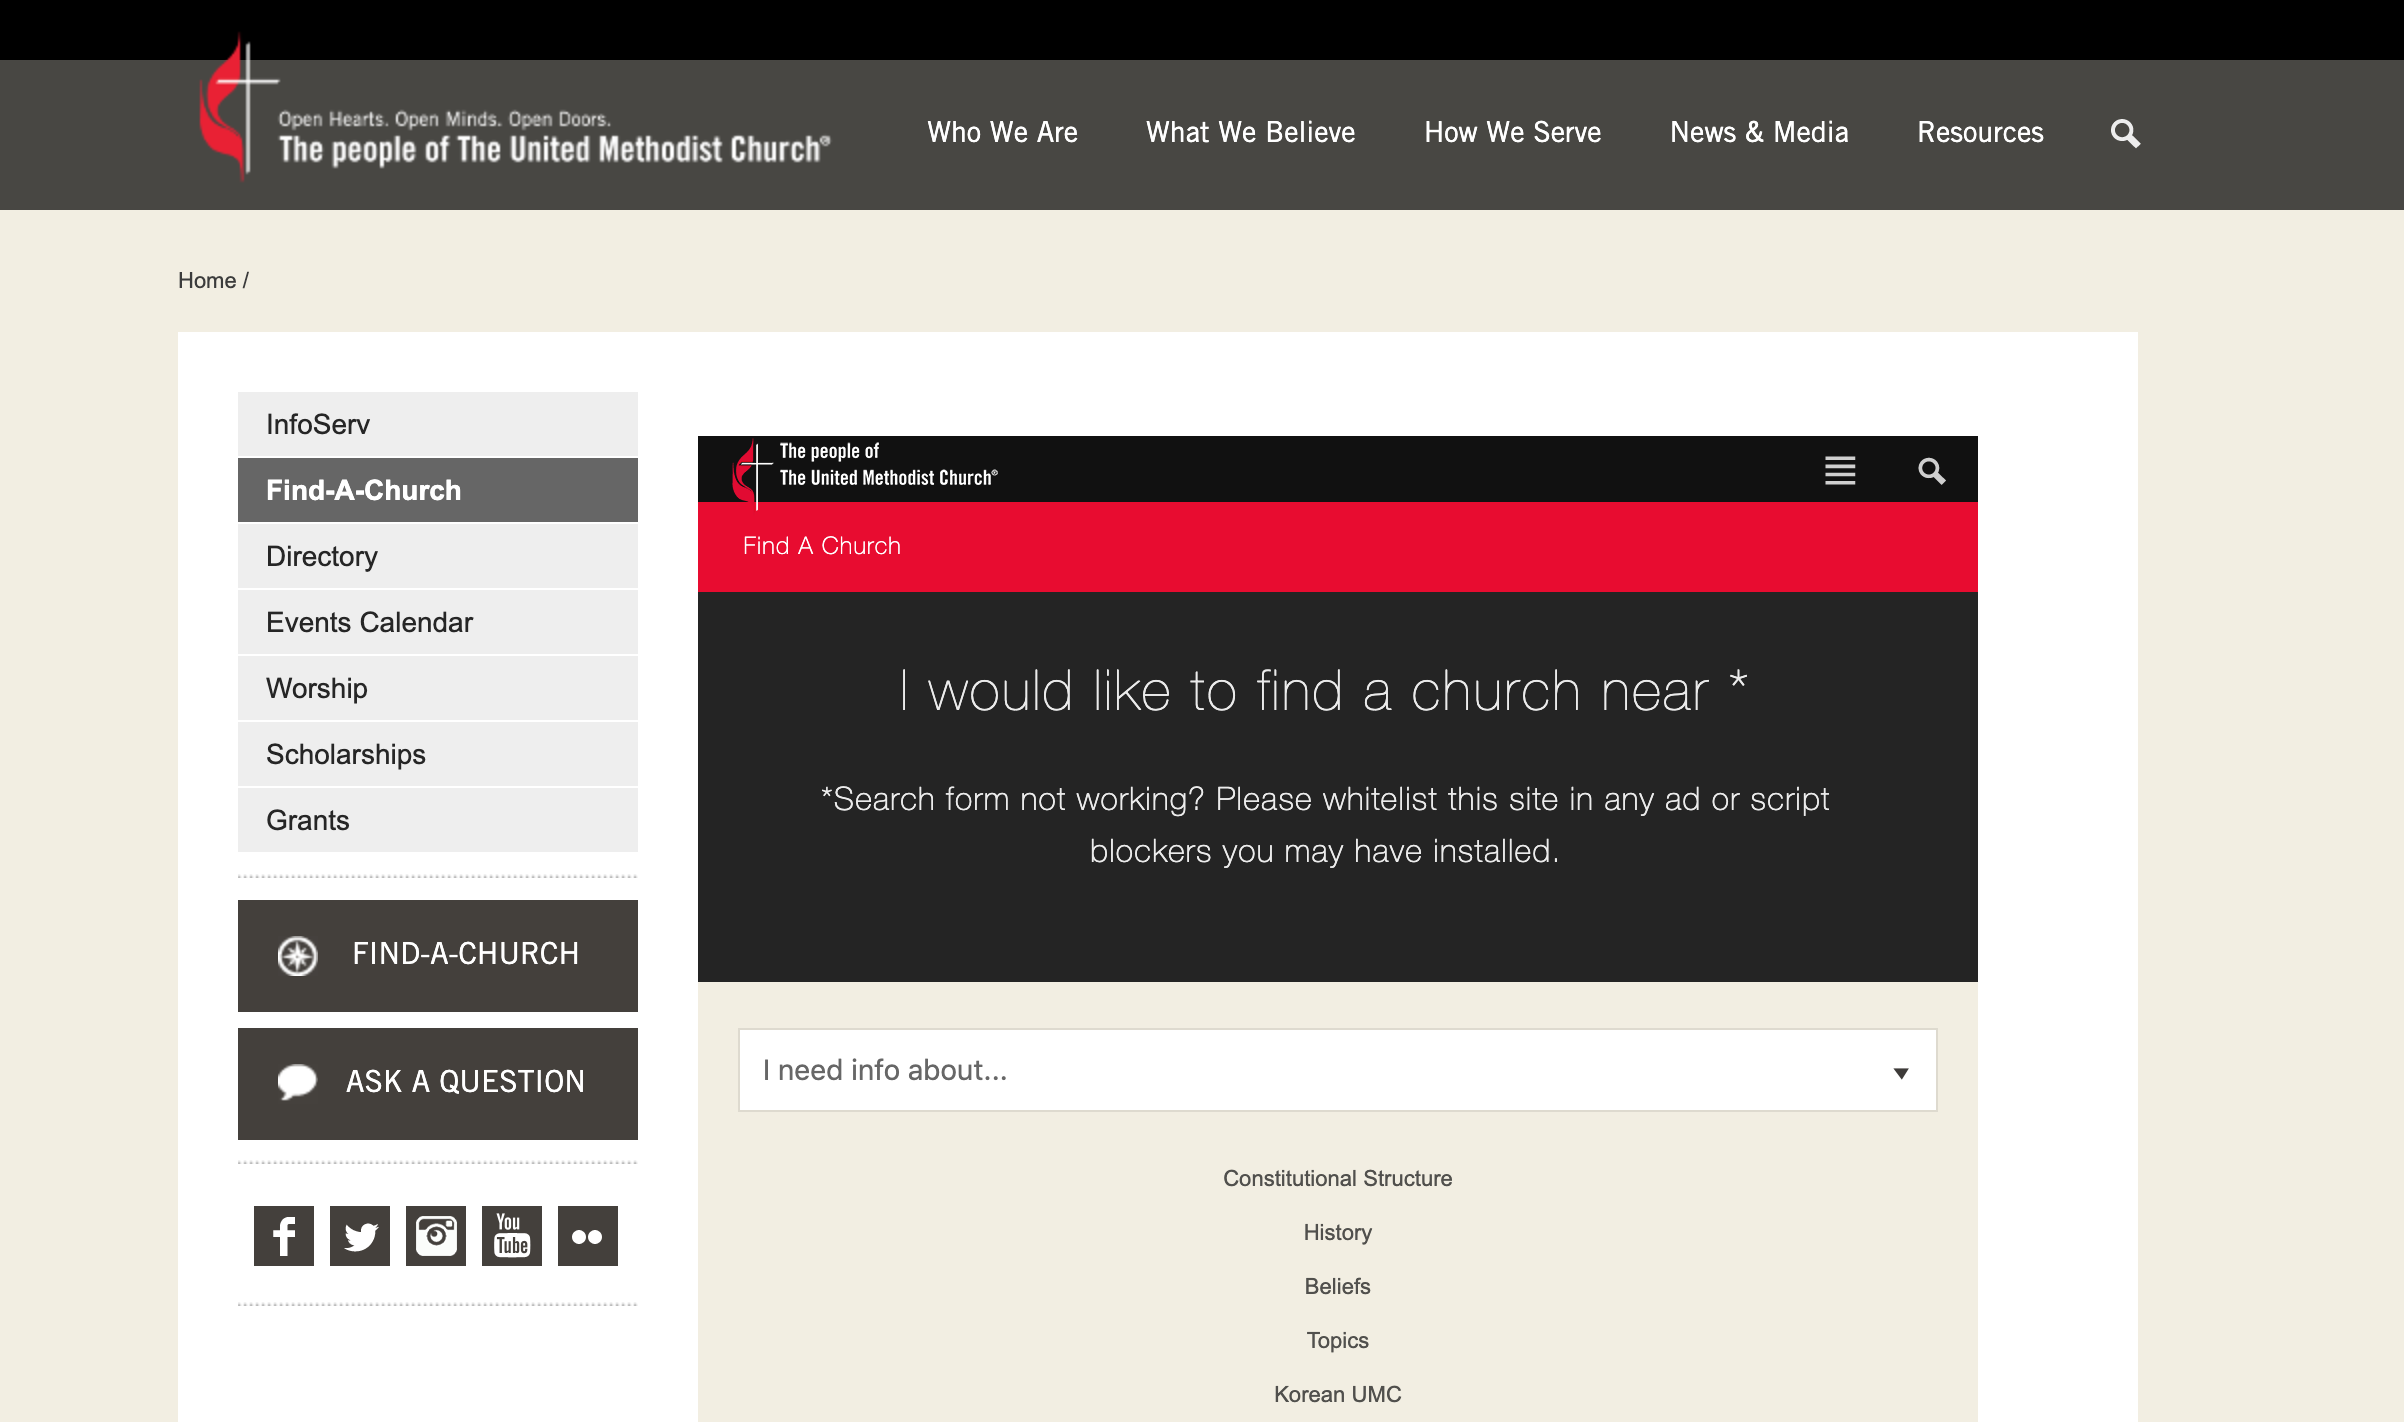 Open Hearts. Open Minds. Open Doors.
The people of The United Methodist Church®
Who We Are
What We Believe
How We Serve
News & Media
Resources
Home /
InfoServ
Find-A-Church
Directory
Events Calendar
Worship
Scholarships
Grants
FIND-A-CHURCH
ASK A QUESTION
You
Tube
The people of
The United Methodist Church®
Find A Church
I would like to find a church near *
*Search form not working? Please whitelist this site in any ad or script
blockers you may have installed.
I need info about...
Constitutional Structure
History
Beliefs
Topics
Korean UMC